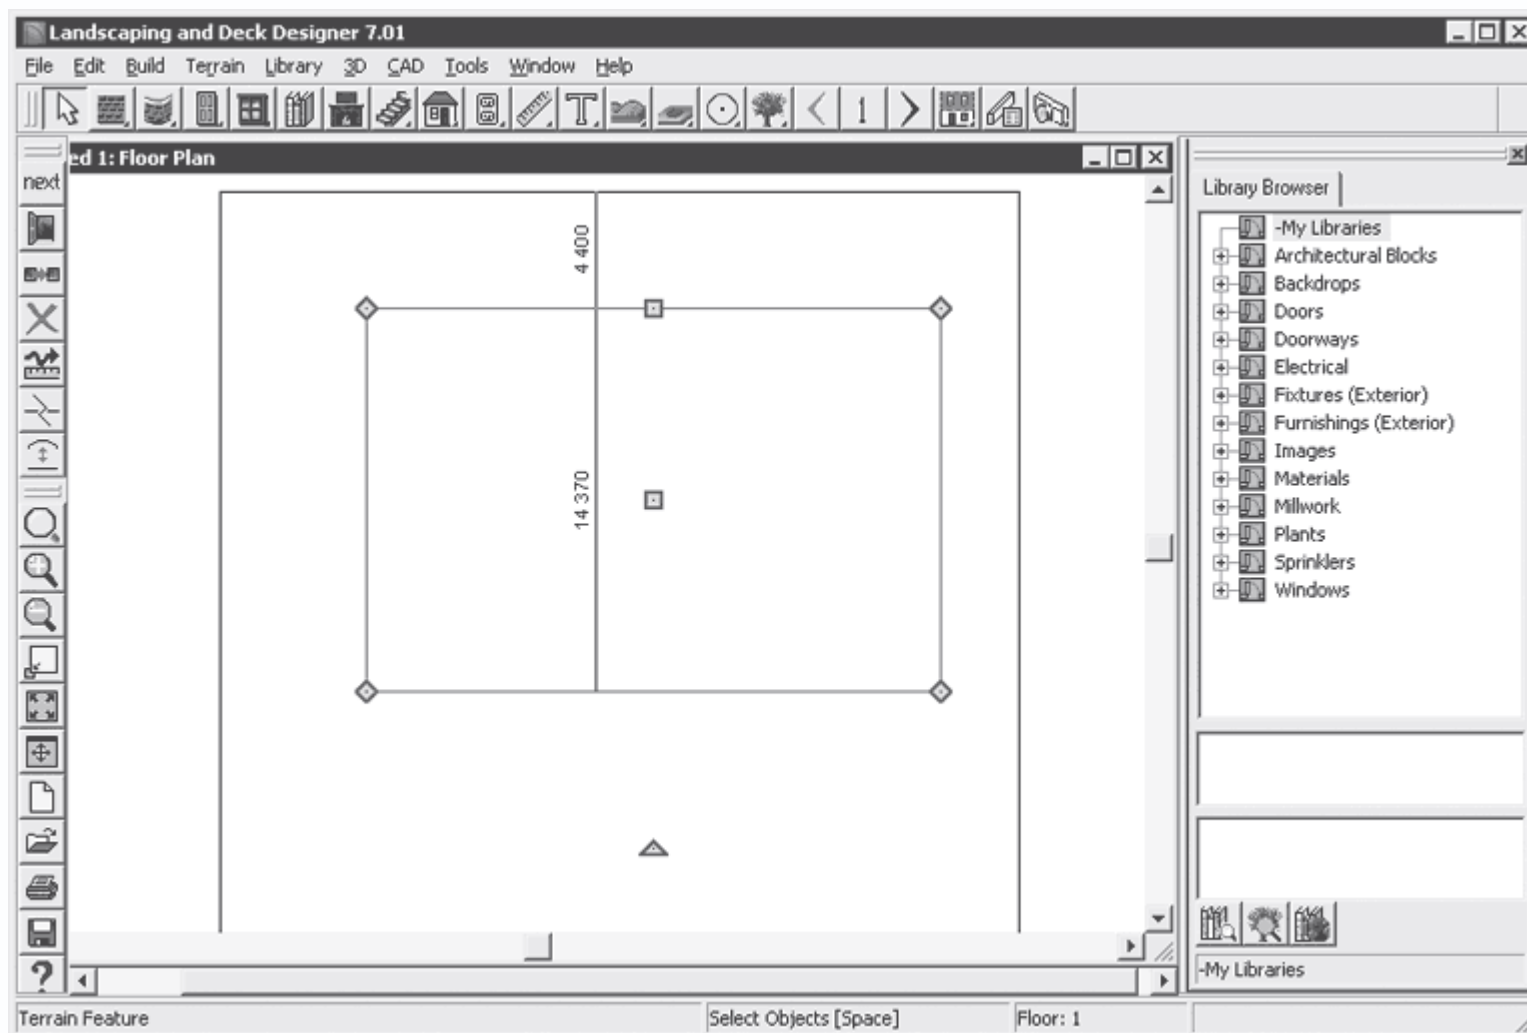 Landscaping and Deck Designer 7.01
File Edit Build Terrain Library 3D CAD Tools Window Help
1
ed 1: Floor Plan
next
4 400
14 370
Library Browser
-My Libraries
Architectural Blocks
Backdrops
Doors
Doorways
Electrical
Fixtures (Exterior)
Furnishings (Exterior)
Images
Materials
Millwork
Plants
Sprinklers
Windows
-My Libraries
Terrain Feature Select Objects [Space] Floor: 1